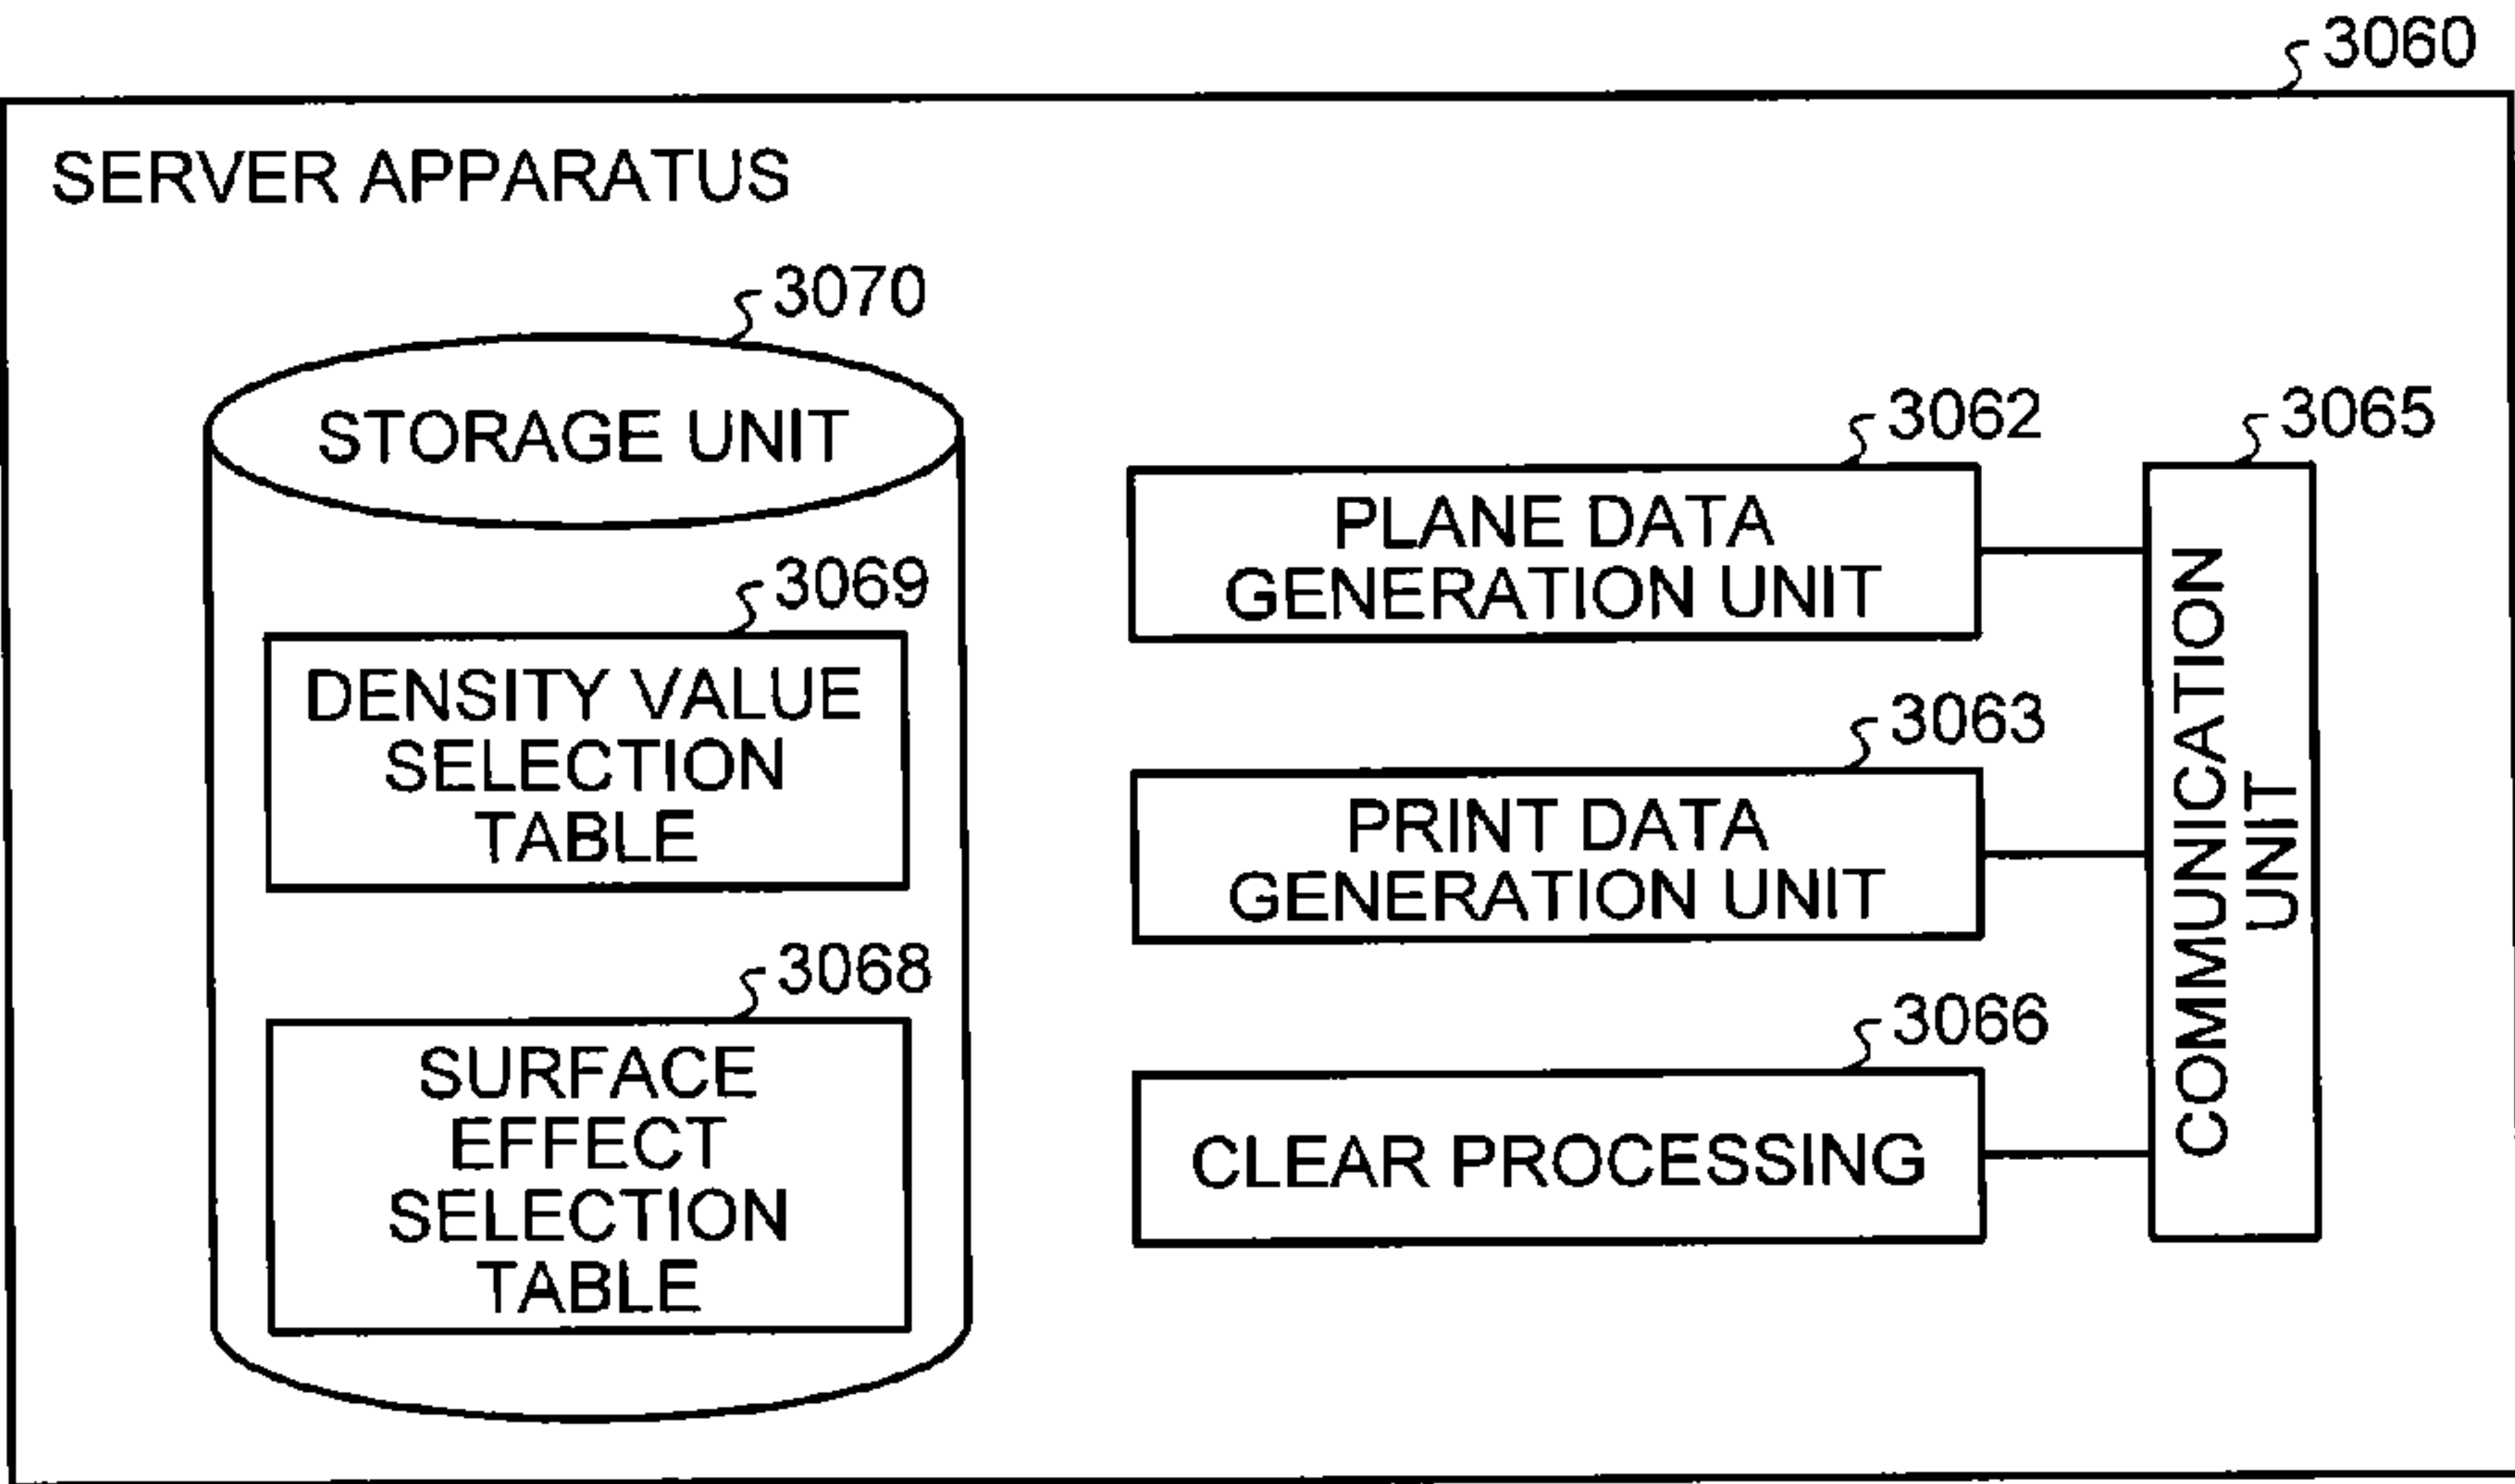 3060
SERVER APPARATUS
3070
STORAGE UNIT
3069
DENSITY VALUE
SELECTION
TABLE
3068
SURFACE
EFFECT
SELECTION
TABLE
3062
PLANE DATA
GENERATION UNIT
3063
PRINT DATA
GENERATION UNIT
3066
CLEAR PROCESSING
3065
COMMUNICATION
UNIT